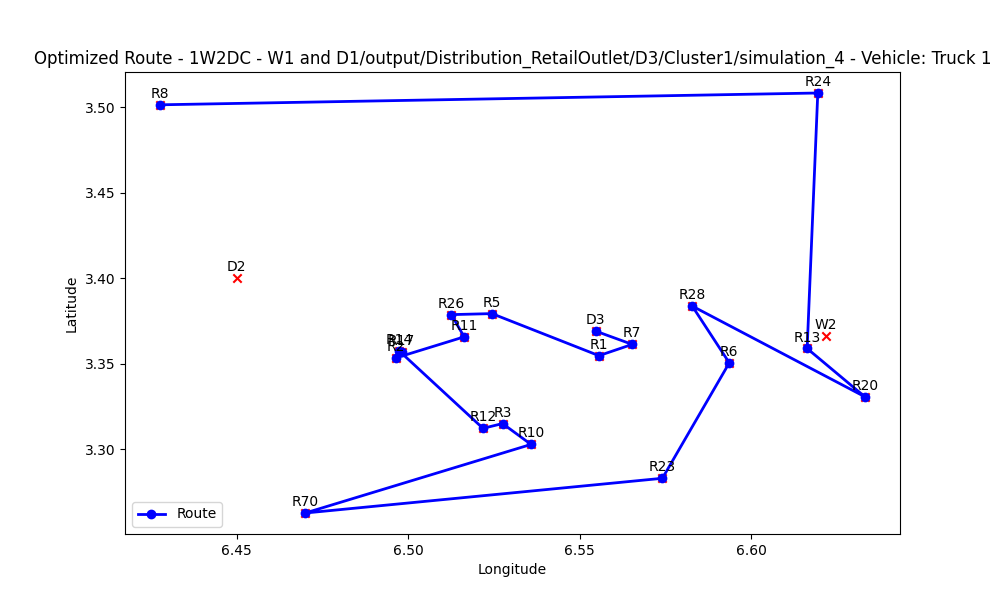 Optimized Route - 1W2DC - W1 and D1/output/Distribution_RetailOutlet/D3/Cluster1/simulation_4 - Vehicle: Truck 1
R8
R24
3.50
3.45
D2
3.40
R26
R5
R28
R11
D3
R7
W2
R13
R1
R6
3.35
R20
R12
R3
R10
3.30
R23
R70
Route
6.45
6.50
6.55
6.60
Longitude
Latitude